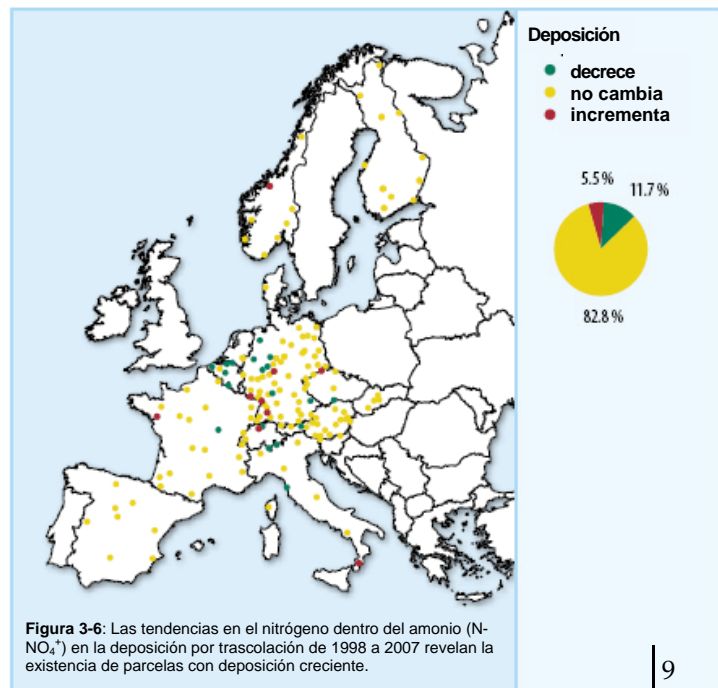 Deposición
decrece
no cambia
incrementa
5.5 %
11.7 %
82.8 %
Figura 3-6: Las tendencias en el nitrógeno dentro del amonio (N-
NO₄⁺) en la deposición por trascolación de 1998 a 2007 revelan la
existencia de parcelas con deposición creciente.
9